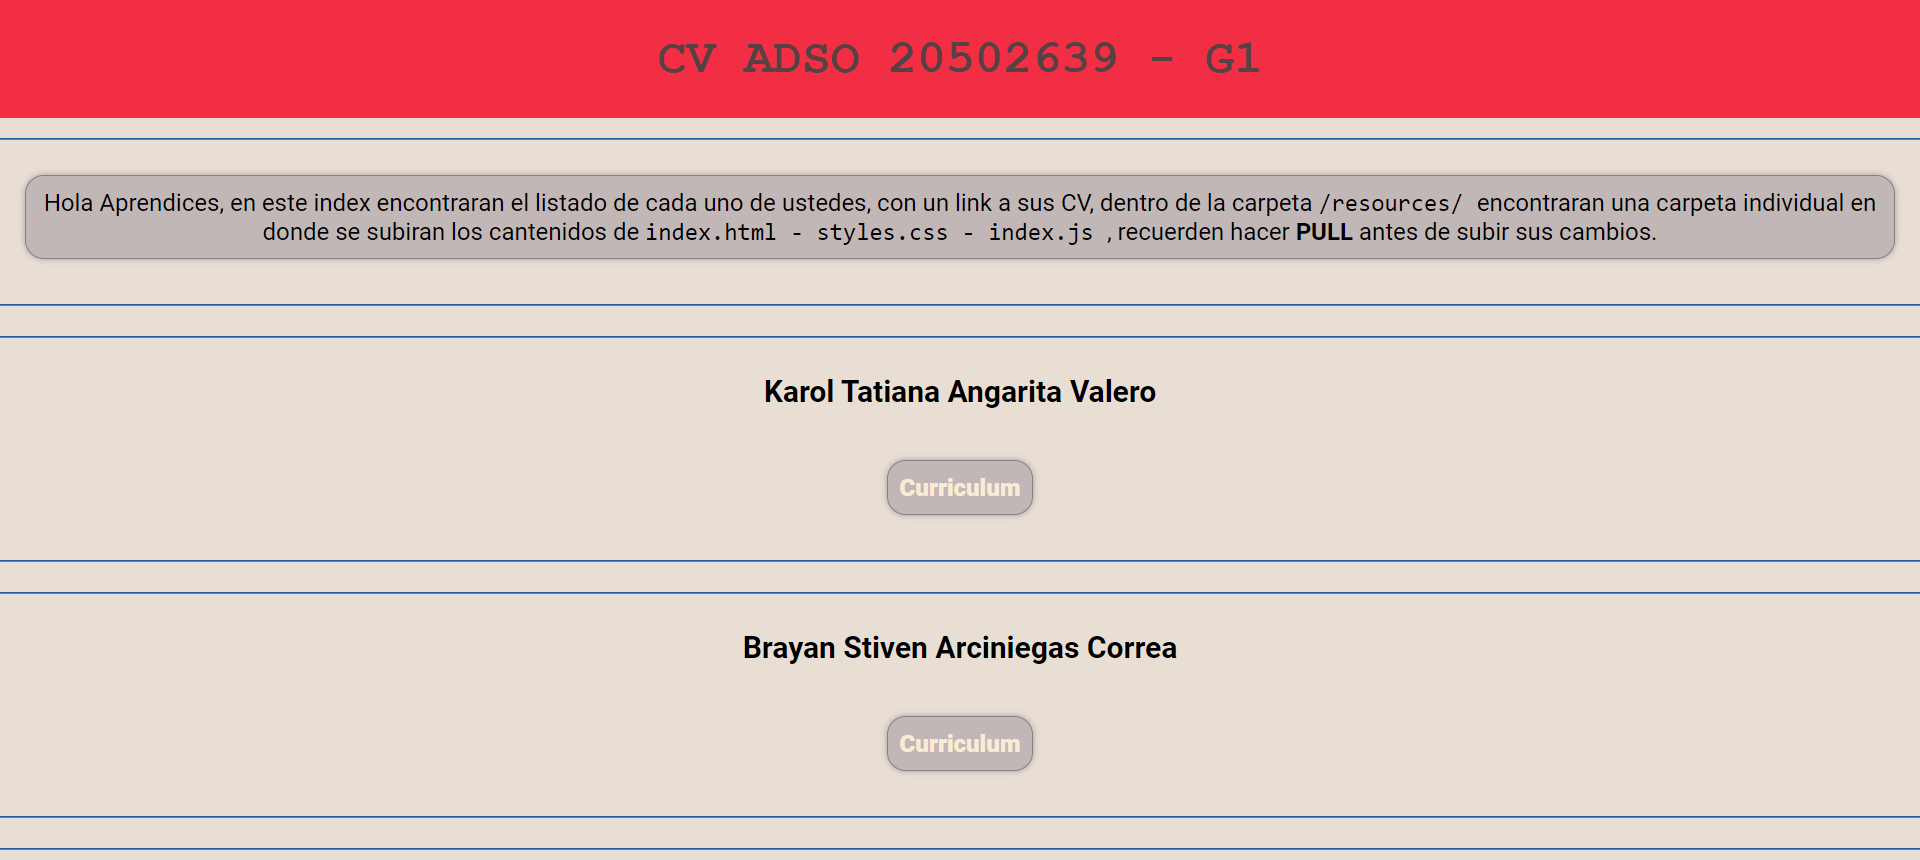 CV ADSO 20502639 - G1
Hola Aprendices, en este index encontraran el listado de cada uno de ustedes, con un link a sus CV, dentro de la carpeta /resources/ encontraran una carpeta individual en
donde se subiran los cantenidos de index.html - styles.css - index.js , recuerden hacer PULL antes de subir sus cambios.
Karol Tatiana Angarita Valero
Curriculum
Brayan Stiven Arciniegas Correa
Curriculum